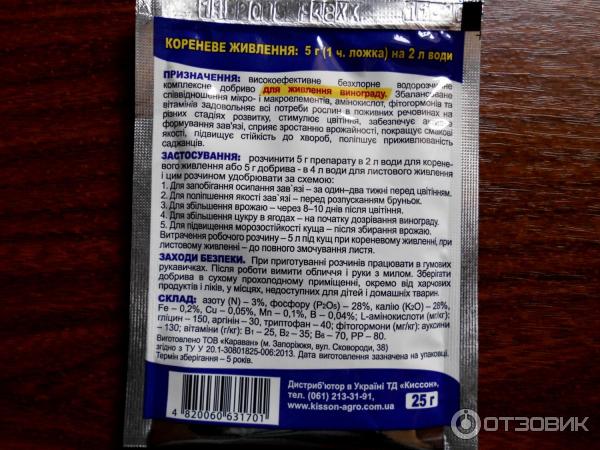 КОРЕНЕВЕ ЖИВЛЕННЯ: 5 г (1 ч. ложка) на 2 л води
ПРИЗНАЧЕННЯ: високоефективне безхлорне водорозчинне
комплексне добриво для живлення винограду. Збалансоване
співвідношення мікро- і макроелементів, амінокислот, фітогормонів та
вітамінів задовольняє всі потреби рослин в поживних речовинах на
різних стадіях розвитку, стимулює цвітіння, забезпечує активне
формування зав'язі, сприяє зростанню врожайності, покращує смакові
якості, підвищує стійкість до хвороб, поліпшує приживлюваність
саджанців.
ЗАСТОСУВАННЯ: розчинити 5 г препарату в 2 л води для корене-
вого живлення або 5 г добрива - в 4 л води для листового живлення
і цим розчином удобрювати за схемою:
1. Для запобігання осипання зав`язі – за один–два тижні перед цвітінням.
2. Для поліпшення якості зав`язі – перед розпусканням бруньок.
3. Для збільшення врожаю – через 8–10 днів після цвітіння.
4. Для збільшення цукру в ягодах - на початку дозрівання винограду.
5. Для підвищення морозостійкості куща – після збирання врожаю.
Витрачення робочого розчину – 5 л під кущ при кореневому живленні, при
листовому живленні – до повного змочування листя.
ЗАХОДИ БЕЗПЕКИ. При приготуванні розчинів працювати в гумових
рукавичках. Після роботи вимити обличчя і руки з милом. Зберігати
добрива в сухому прохолодному приміщенні, окремо від харчових
продуктів і ліків, у місцях, недоступних для дітей і домашніх тварин.
СКЛАД: азоту (N) – 3%, фосфору (P₂O₅) – 28%, калію (K₂O) – 28%,
Fe – 0,2%, Cu – 0,05%, Mn – 0,1%, B – 0,04%; L-амінокислоти (мг/кг):
гліцин – 150, аргінін – 30, триптофан – 40; фітогормони (мг/кг): ауксини
– 130; вітаміни (г/кг): B₁ – 25, B₂ – 35; B₆ – 70, PP – 80.
Виготовлено ТОВ «Караван» (м. Запоріжжя, вул. Сковороди, 38)
згідно з ТУ У 20.1-30801825-006:2013. Дата виготовлення зазначена на упаковці.
Термін зберігання – 5 років.
Дистриб'ютор в Україні ТД «Киссон»,
тел. (061) 213-31-91,
www.kisson-agro.com.ua
25 г
4 820060 631701
ОТЗОВИК